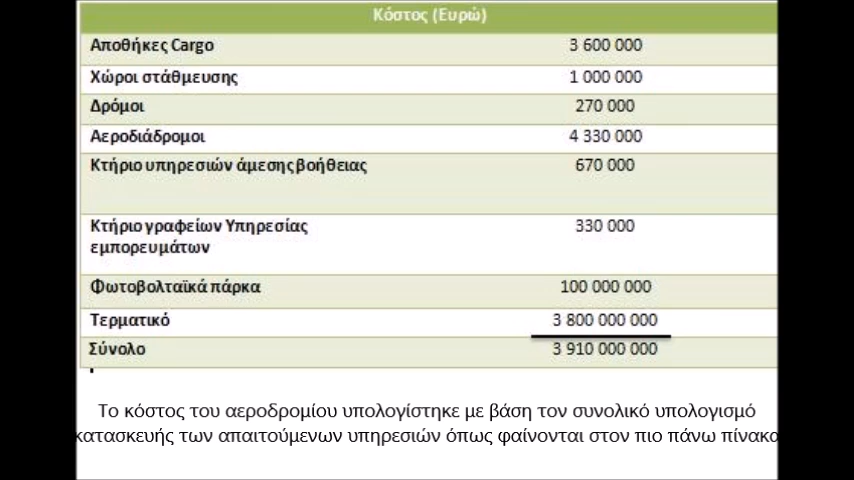 Κόστος (Ευρώ)
Αποθήκες Cargo 3 600 000
Χώροι στάθμευσης 1 000 000
Δρόμοι 270 000
Αεροδιάδρομοι 4 330 000
Κτήριο υπηρεσιών άμεσης βοήθειας 670 000
Κτήριο γραφείων Υπηρεσίας 330 000
εμπορευμάτων
Φωτοβολταϊκά πάρκα 100 000 000
Τερματικό 3 800 000 000
Σύνολο 3 910 000 000
Το κόστος του αεροδρομίου υπολογίστηκε με βάση τον συνολικό υπολογισμό
κατασκευής των απαιτούμενων υπηρεσιών όπως φαίνονται στον πιο πάνω πίνακα